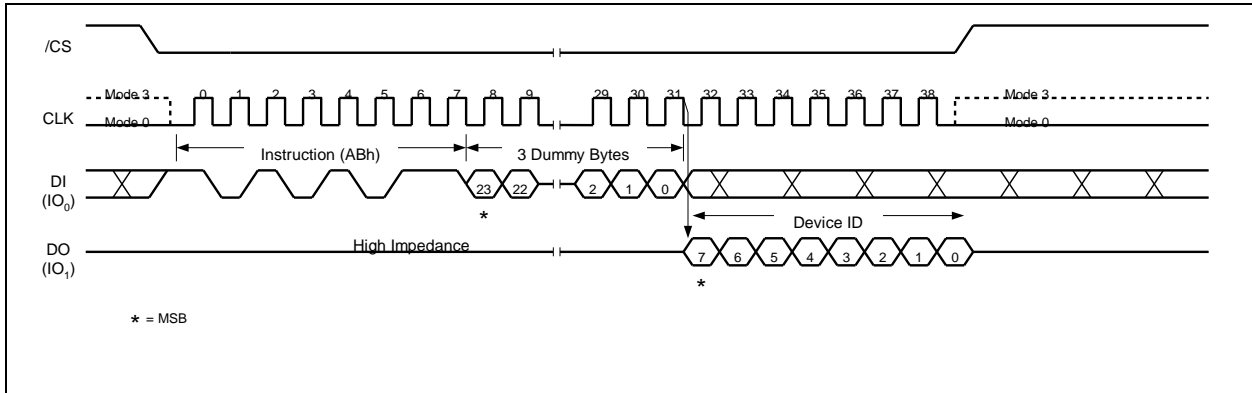 /CS
Mode 3 0 1 2 3 4 5 6 7 8 9 29 30 31 32 33 34 35 36 37 38 Mode 3
CLK Mode 0 Mode 0
Instruction (ABh) 3 Dummy Bytes
DI
(IO0)
23 22 2 1 0
*
Device ID
High Impedance
DO
(IO1)
7 6 5 4 3 2 1 0
*
* = MSB